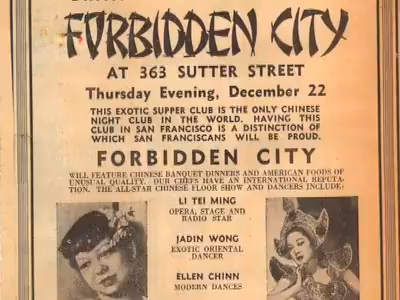 FORBIDDEN CITY
AT 363 SUTTER STREET
Thursday Evening, December 22
THIS EXOTIC SUPPER CLUB IS THE ONLY CHINESE
NIGHT CLUB IN THE WORLD. HAVING THIS
CLUB IN SAN FRANCISCO IS A DISTINCTION OF
WHICH SAN FRANCISCANS WILL BE PROUD.
FORBIDDEN CITY
WILL FEATURE CHINESE BANQUET DINNERS AND AMERICAN FOODS OF
UNUSUAL QUALITY. OUR CHEFS HAVE AN INTERNATIONAL REPUTA-
TION. THE ALL-STAR CHINESE FLOOR SHOW AND DANCERS INCLUDE:
LI TEI MING
OPERA, STAGE AND
RADIO STAR
JADIN WONG
EXOTIC ORIENTAL
DANCER
ELLEN CHINN
MODERN DANCES